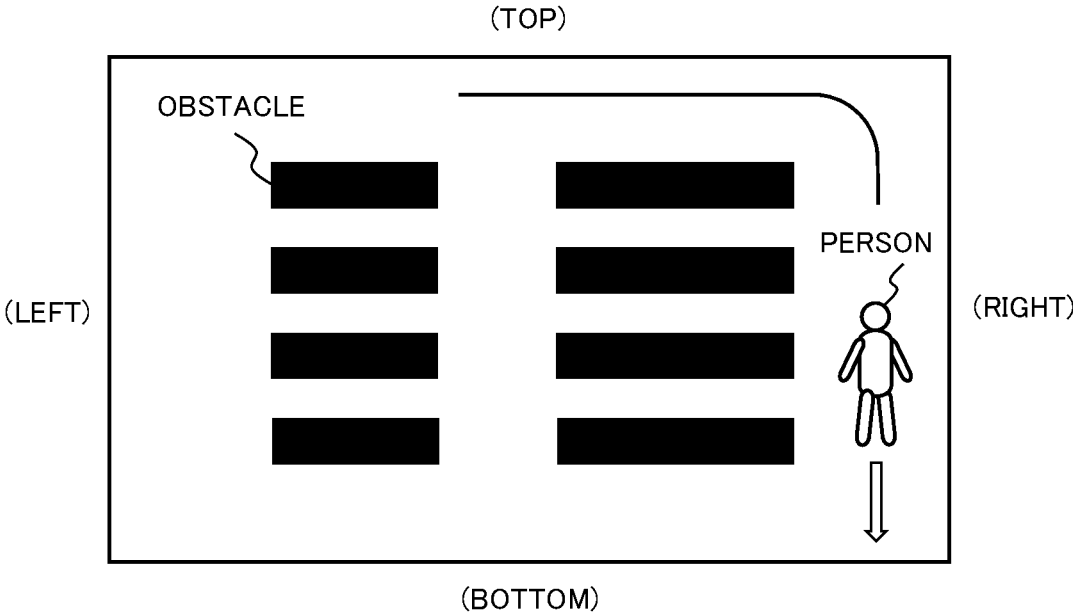 (TOP)
OBSTACLE
PERSON
(LEFT)
(RIGHT)
(BOTTOM)